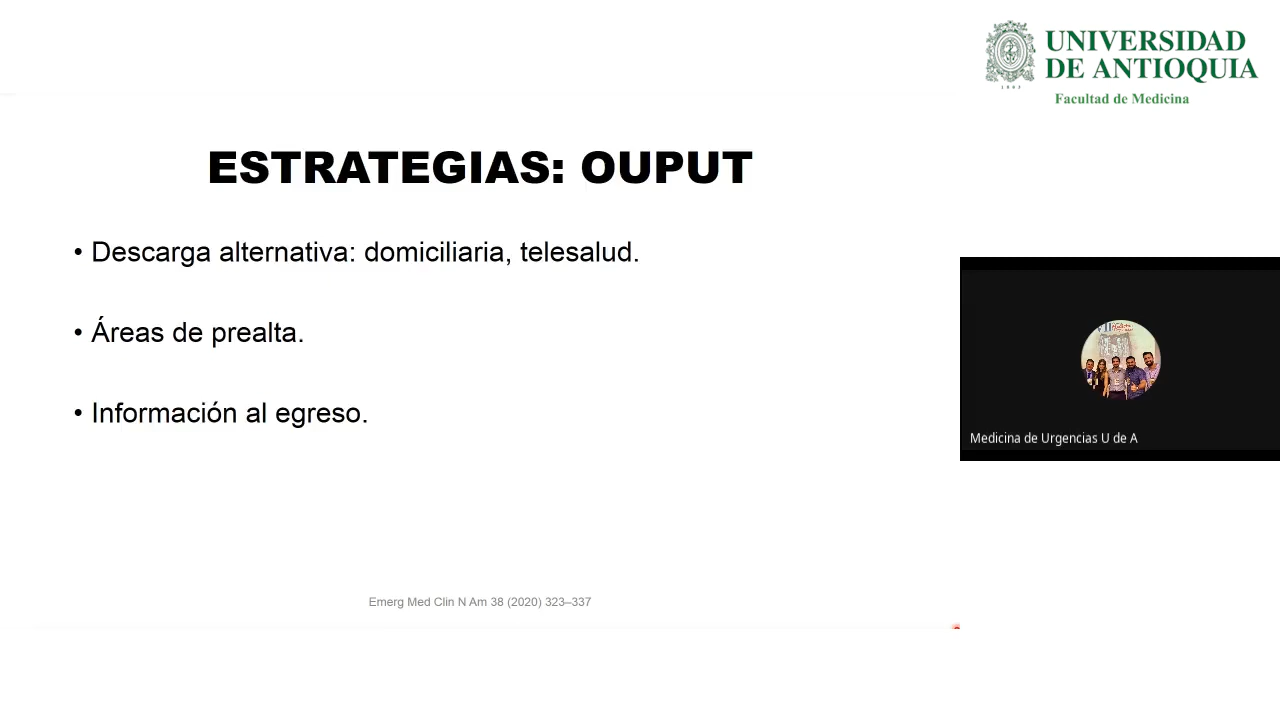 UNIVERSIDAD
DE ANTIOQUIA
1803
Facultad de Medicina
ESTRATEGIAS: OUPUT
• Descarga alternativa: domiciliaria, telesalud.
• Áreas de prealta.
• Información al egreso.
Medicina de Urgencias U de A
Emerg Med Clin N Am 38 (2020) 323–337